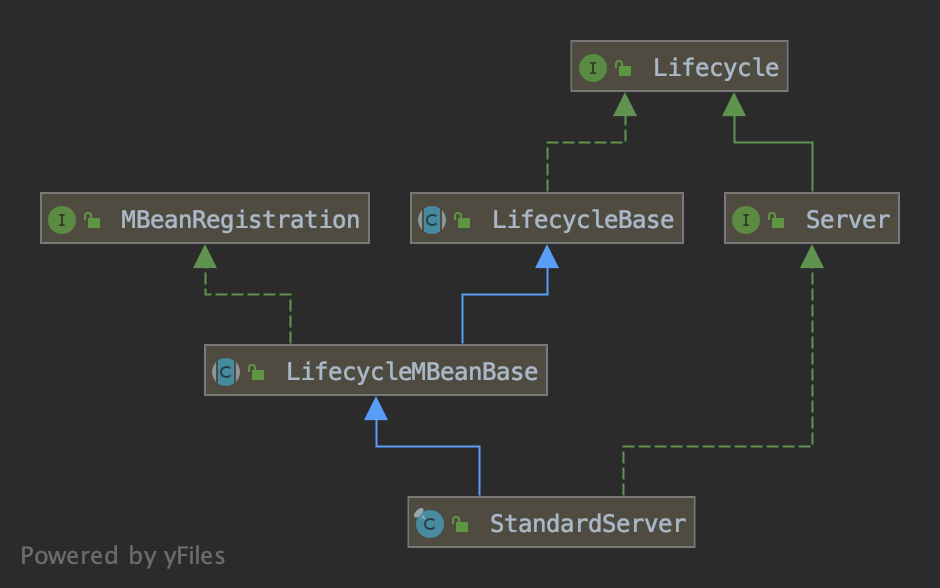 I Lifecycle
I MBeanRegistration
C LifecycleBase
I Server
C LifecycleMBeanBase
C StandardServer
Powered by yFiles